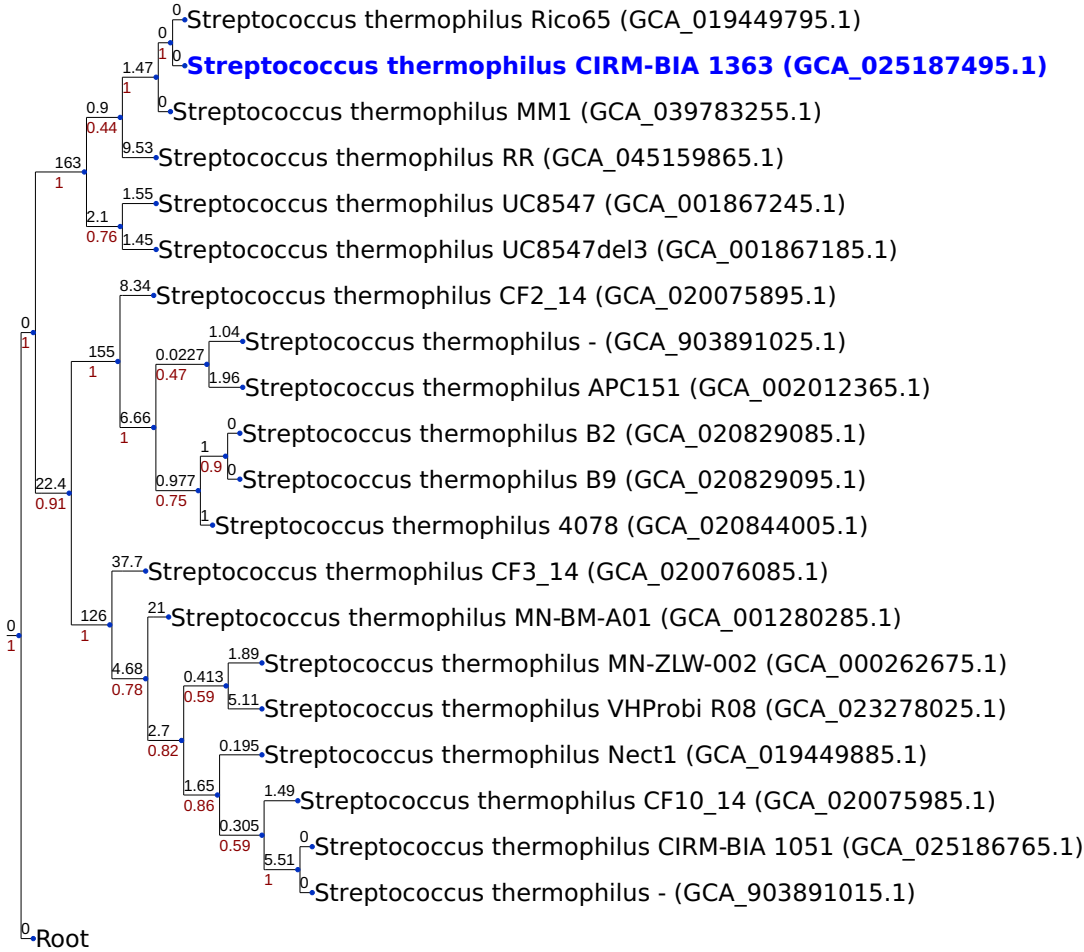 0
Streptococcus thermophilus Rico65 (GCA_019449795.1)
0
1
0
Streptococcus thermophilus CIRM-BIA 1363 (GCA_025187495.1)
1.47
1
0
Streptococcus thermophilus MM1 (GCA_039783255.1)
0.9
0.44
9.53
Streptococcus thermophilus RR (GCA_045159865.1)
163
1
1.55
Streptococcus thermophilus UC8547 (GCA_001867245.1)
2.1
0.76
1.45
Streptococcus thermophilus UC8547del3 (GCA_001867185.1)
8.34
Streptococcus thermophilus CF2_14 (GCA_020075895.1)
0
1
1.04
Streptococcus thermophilus - (GCA_903891025.1)
155
1
0.0227
0.47
1.96
Streptococcus thermophilus APC151 (GCA_002012365.1)
6.66
1
0
Streptococcus thermophilus B2 (GCA_020829085.1)
1
0.9
0
Streptococcus thermophilus B9 (GCA_020829095.1)
22.4
0.91
0.977
0.75
1
Streptococcus thermophilus 4078 (GCA_020844005.1)
37.7
Streptococcus thermophilus CF3_14 (GCA_020076085.1)
126
1
21
Streptococcus thermophilus MN-BM-A01 (GCA_001280285.1)
0
1
1.89
Streptococcus thermophilus MN-ZLW-002 (GCA_000262675.1)
4.68
0.78
0.413
0.59
5.11
Streptococcus thermophilus VHProbi R08 (GCA_023278025.1)
2.7
0.82
0.195
Streptococcus thermophilus Nect1 (GCA_019449885.1)
1.65
0.86
1.49
Streptococcus thermophilus CF10_14 (GCA_020075985.1)
0.305
0.59
0
Streptococcus thermophilus CIRM-BIA 1051 (GCA_025186765.1)
5.51
1
0
Streptococcus thermophilus - (GCA_903891015.1)
0
Root